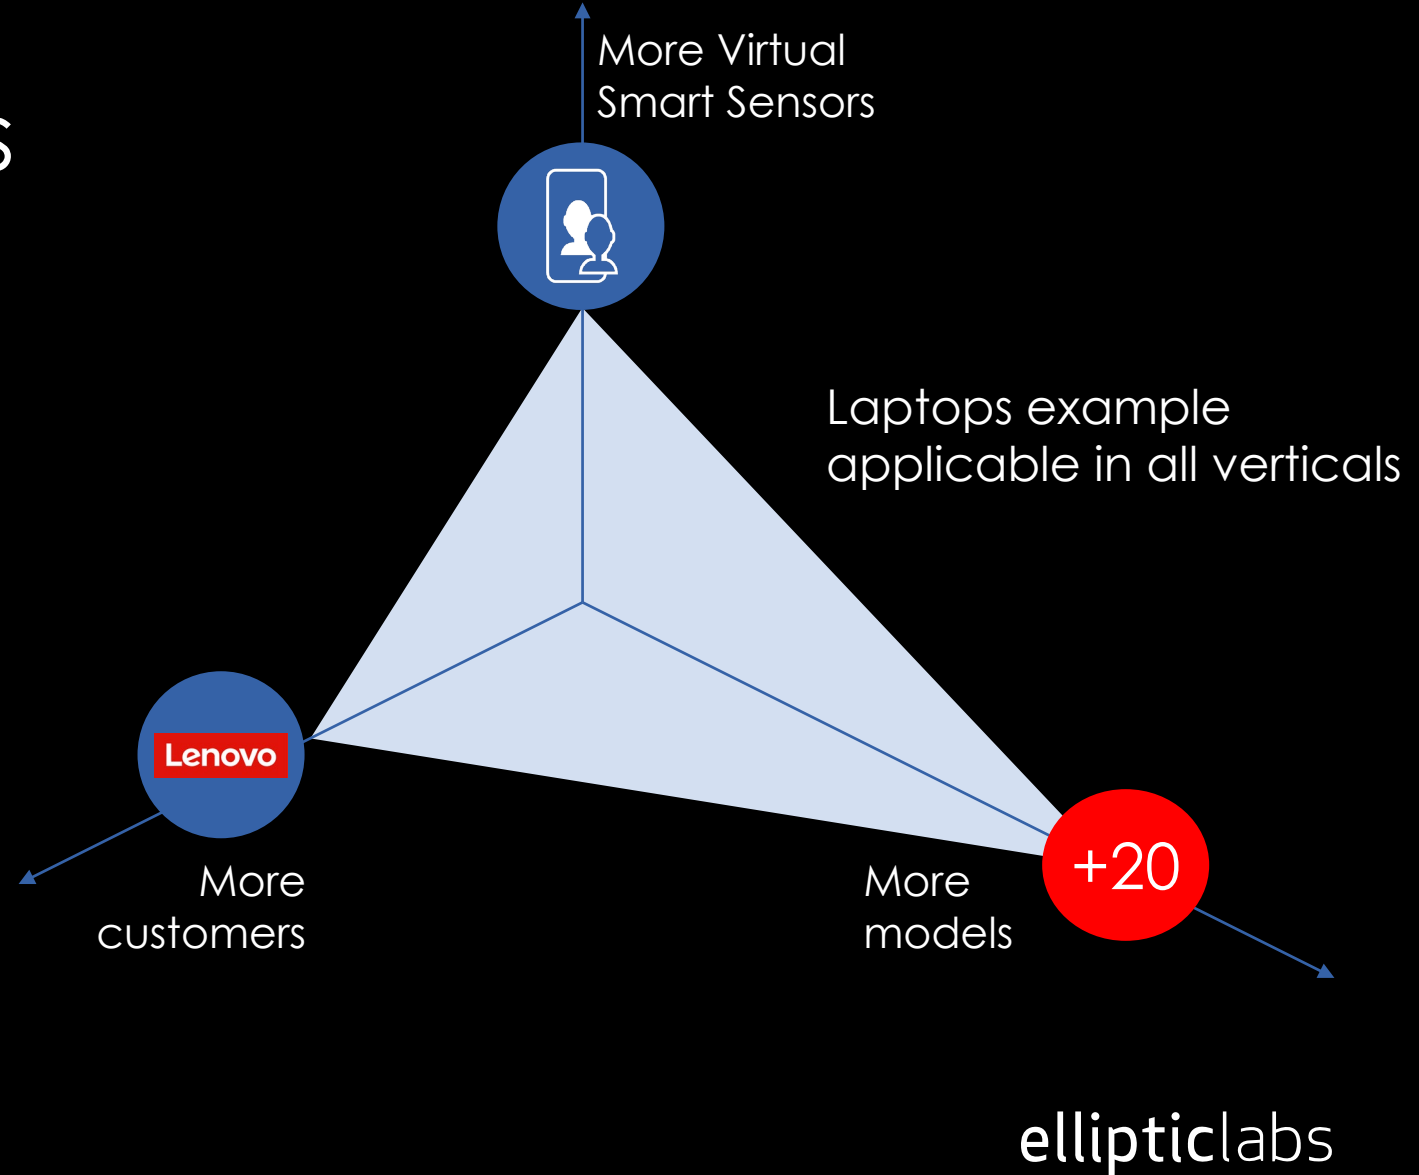 More Virtual
Smart Sensors
s
Laptops example
applicable in all verticals
Lenovo
More
customers
More
models
+20
ellipticlabs